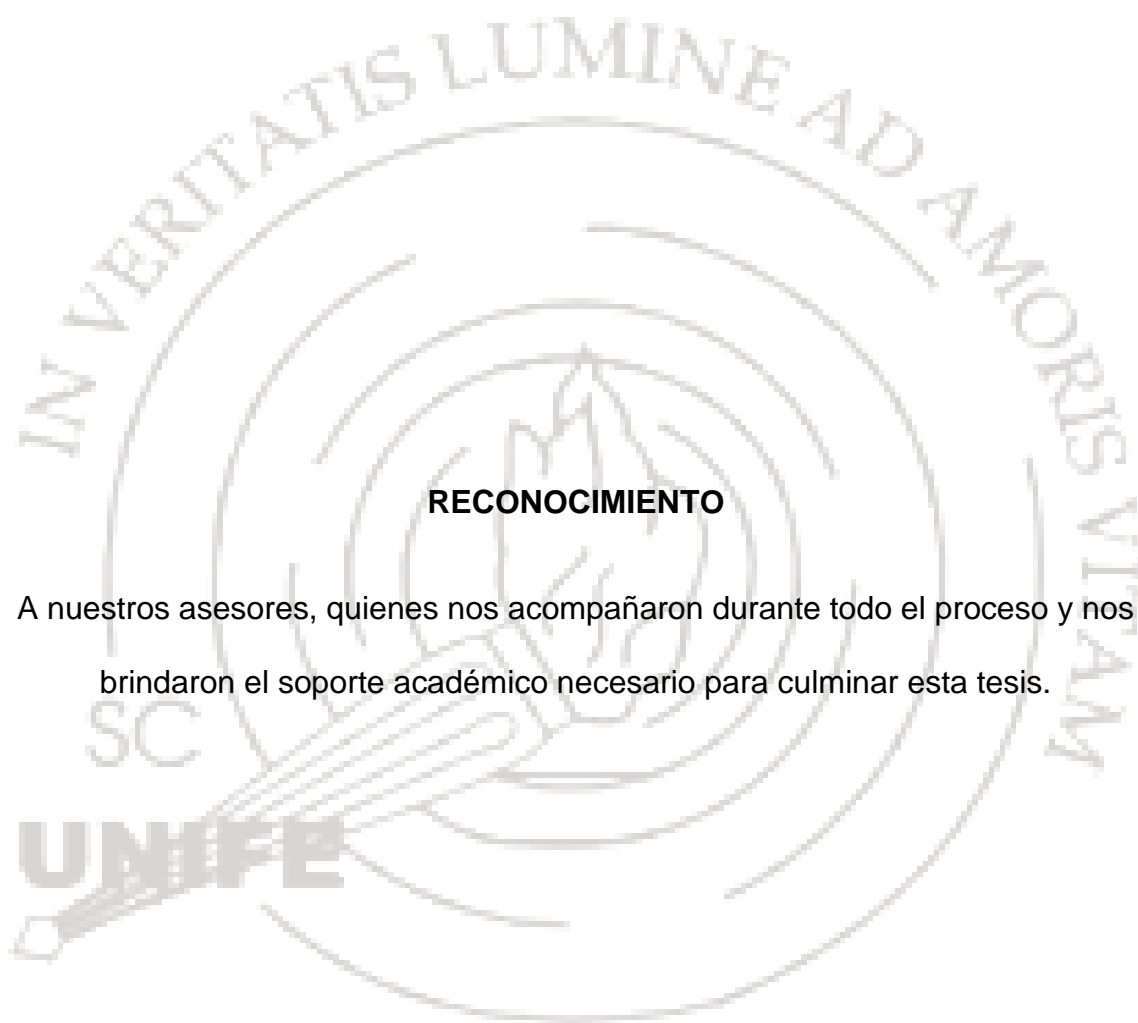 IN VERITATIS LUMINE AD AMORIS VITAM
RECONOCIMIENTO
A nuestros asesores, quienes nos acompañaron durante todo el proceso y nos
brindaron el soporte académico necesario para culminar esta tesis.
SC
UNIFE